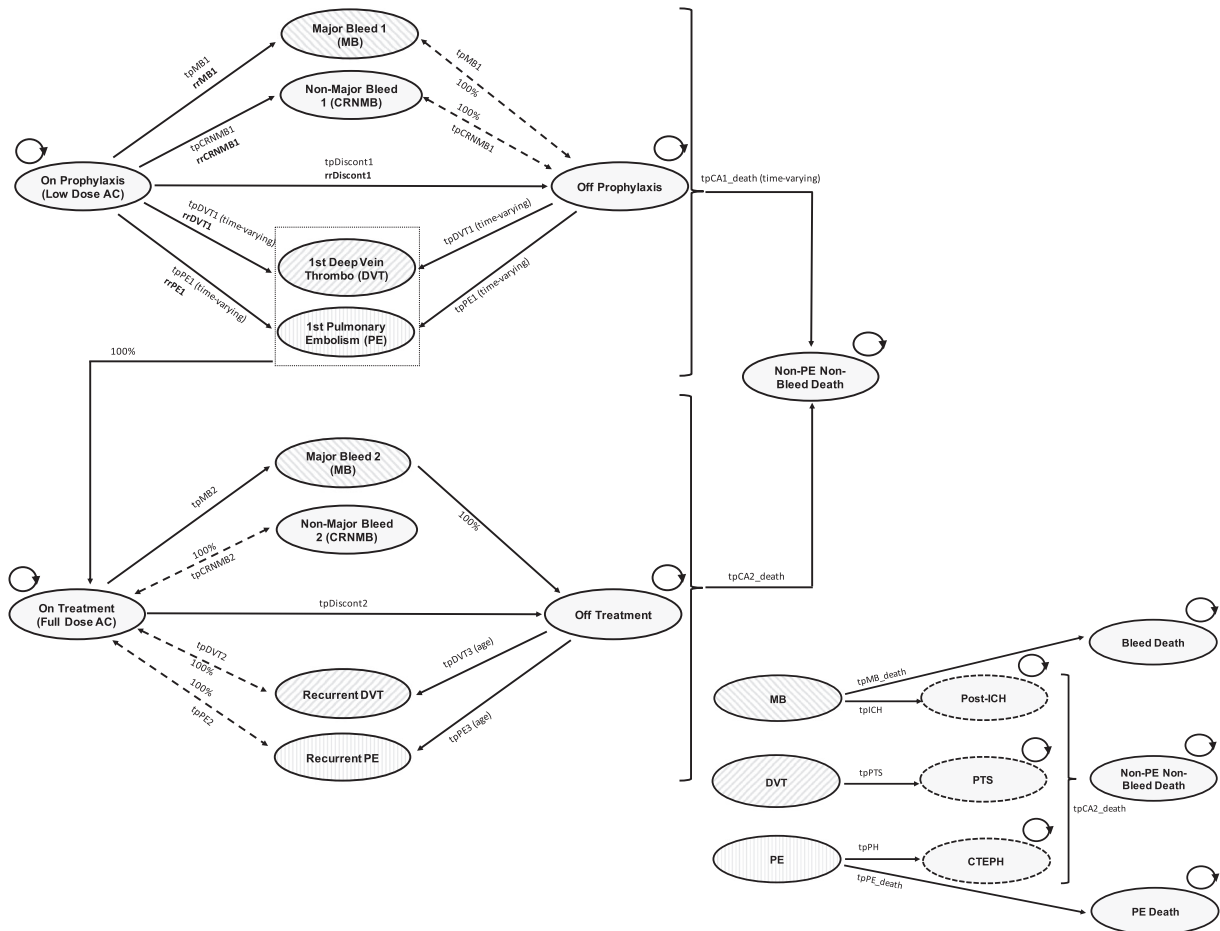 Major Bleed 1
(MB)
tpMB1
rrMB1
tpMB1
100%
Non-Major Bleed
1 (CRNMB)
100%
tpCRNMB1
tpCRNMB1
rrCRNMB1
On Prophylaxis
(Low Dose AC)
tpDiscont1
rrDiscont1
Off Prophylaxis
tpCA1_death (time-varying)
tpDVT1 (time-varying)
rrDVT1
tpDVT1 (time-varying)
1st Deep Vein
Thrombo (DVT)
tpPE1 (time-varying)
rrPE1
tpPE1 (time-varying)
1st Pulmonary
Embolism (PE)
100%
Non-PE Non-
Bleed Death
Major Bleed 2
(MB)
tpMB2
100%
Non-Major Bleed
2 (CRNMB)
100%
tpCRNMB2
On Treatment
(Full Dose AC)
tpDiscont2
Off Treatment
tpCA2_death
tpDVT2
100%
tpDVT3 (age)
Recurrent DVT
100%
tpPE2
tpPE3 (age)
Recurrent PE
Bleed Death
tpMB_death
MB
tpICH
Post-ICH
DVT
tpPTS
PTS
Non-PE Non-
Bleed Death
tpCA2_death
PE
tpPH
CTEPH
tpPE_death
PE Death